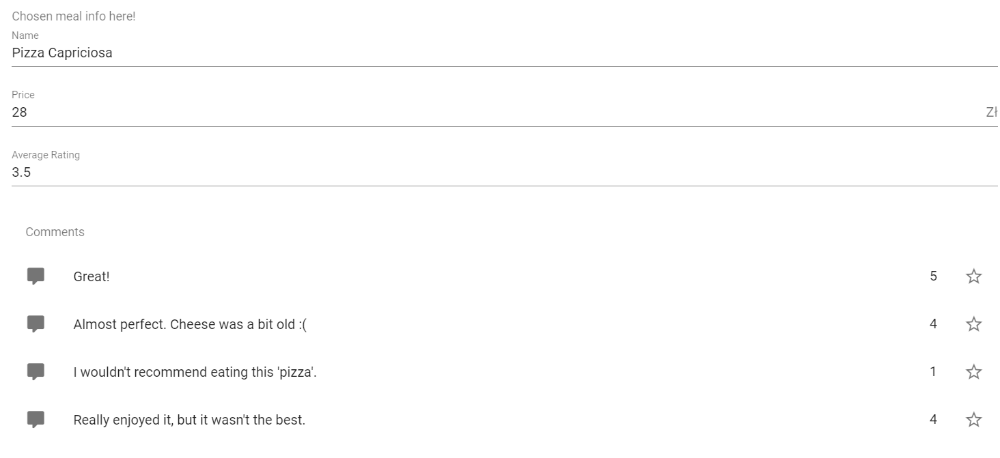 Chosen meal info here!
Name
Pizza Capriciosa
Price
28 Zł
Average Rating
3.5
Comments
Great! 5
Almost perfect. Cheese was a bit old :( 4
I wouldn't recommend eating this 'pizza'. 1
Really enjoyed it, but it wasn't the best. 4